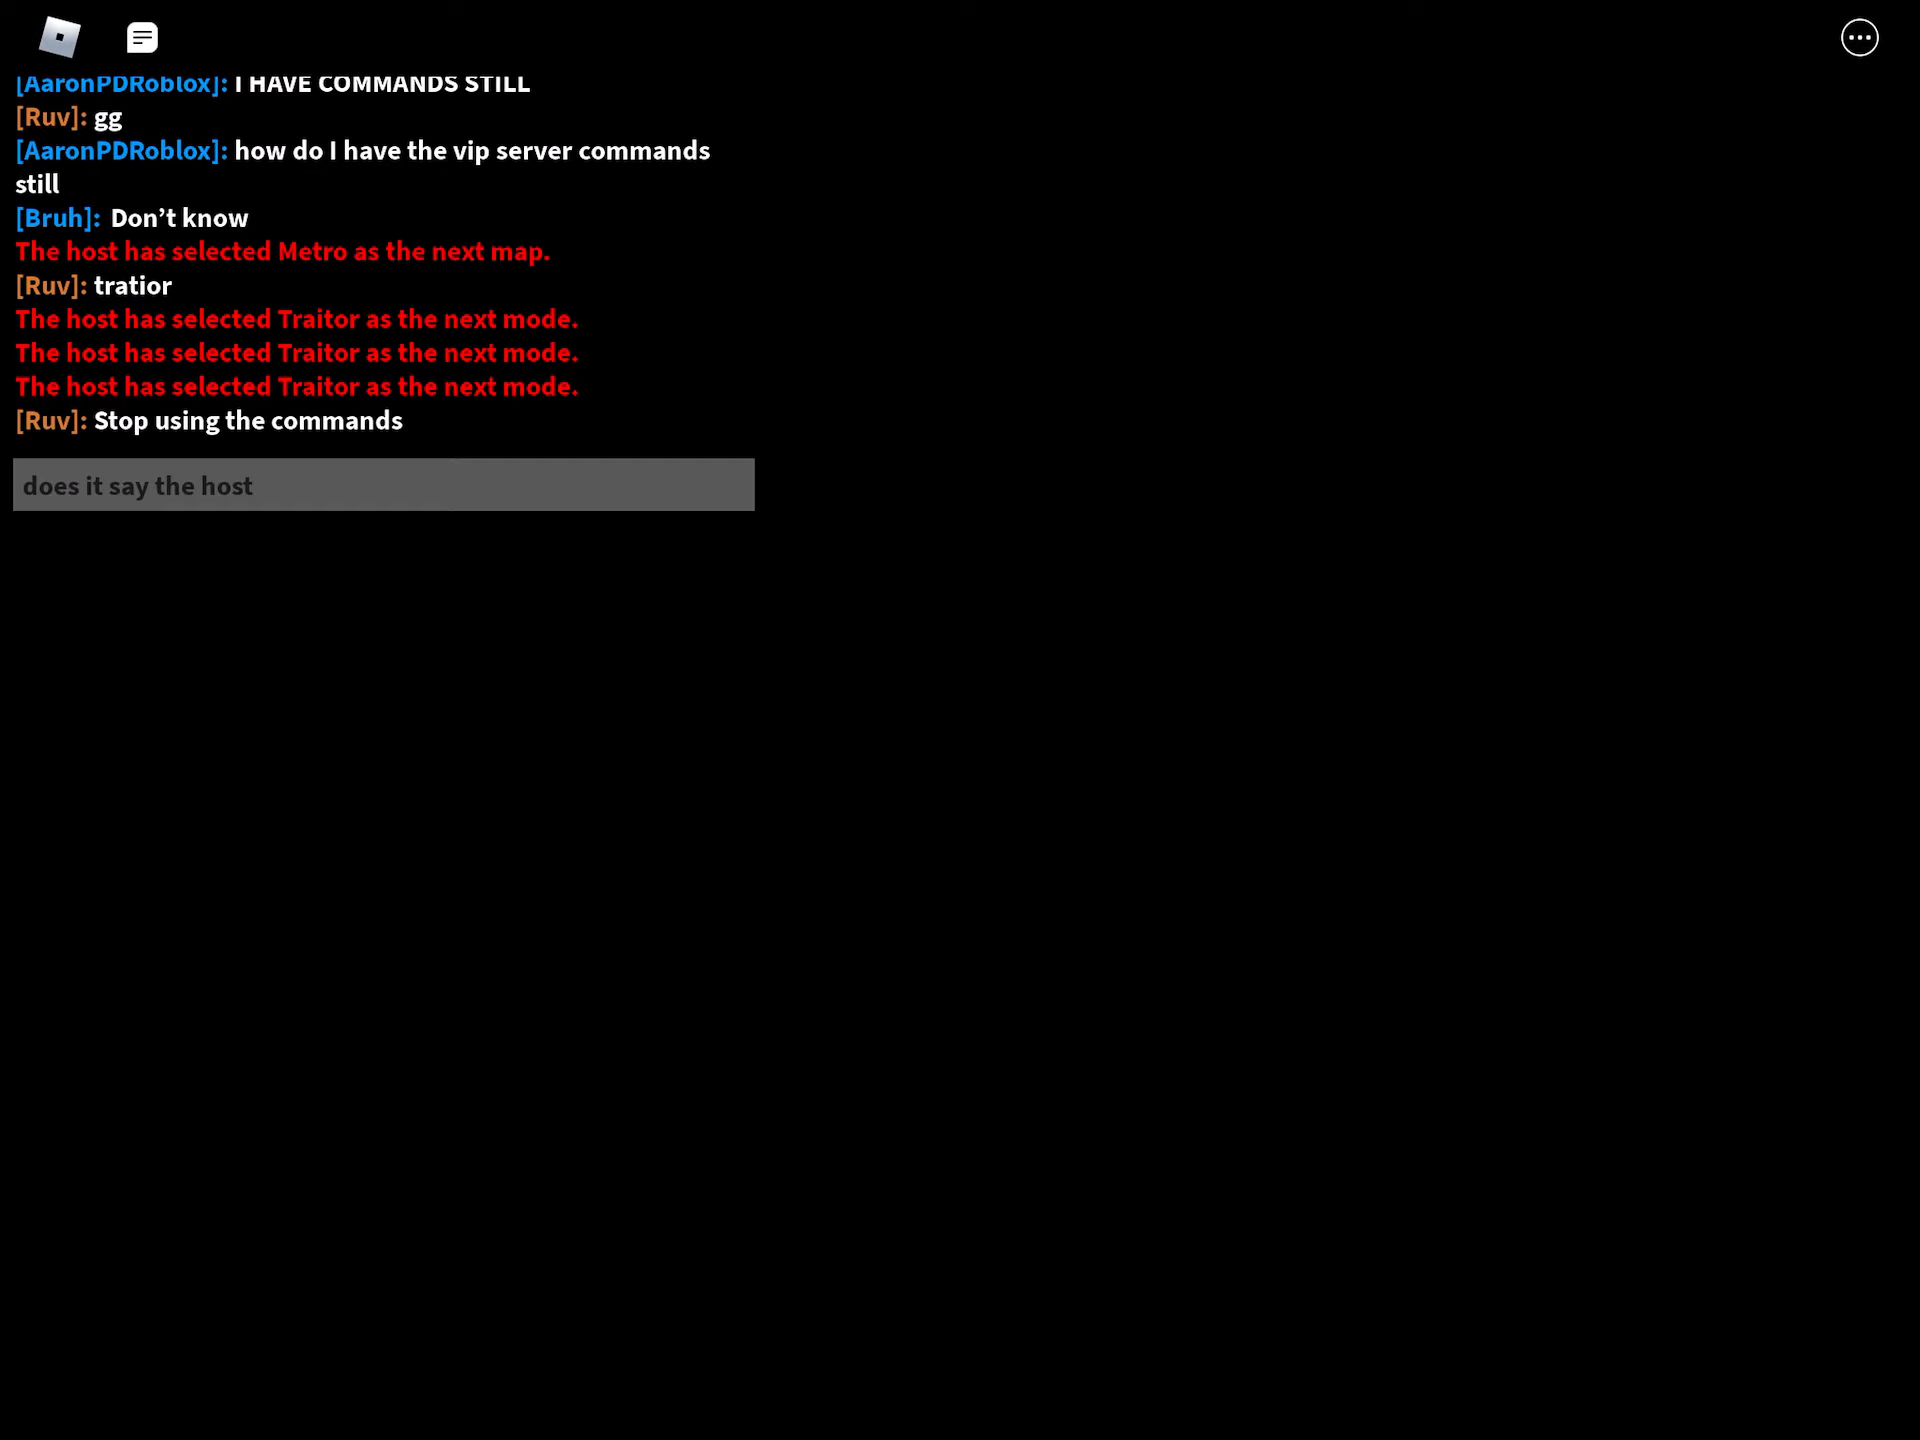 [AaronPDRoblox]: I HAVE COMMANDS STILL
[Ruv]: gg
[AaronPDRoblox]: how do I have the vip server commands
still
[Bruh]: Don’t know
The host has selected Metro as the next map.
[Ruv]: tratior
The host has selected Traitor as the next mode.
The host has selected Traitor as the next mode.
The host has selected Traitor as the next mode.
[Ruv]: Stop using the commands
does it say the host